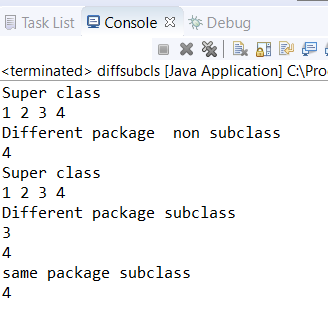 Task List Console Debug
<terminated> diffsubcls [Java Application] C:\Pro
Super class
1 2 3 4
Different package  non subclass
4
Super class
1 2 3 4
Different package subclass
3
4
same package subclass
4